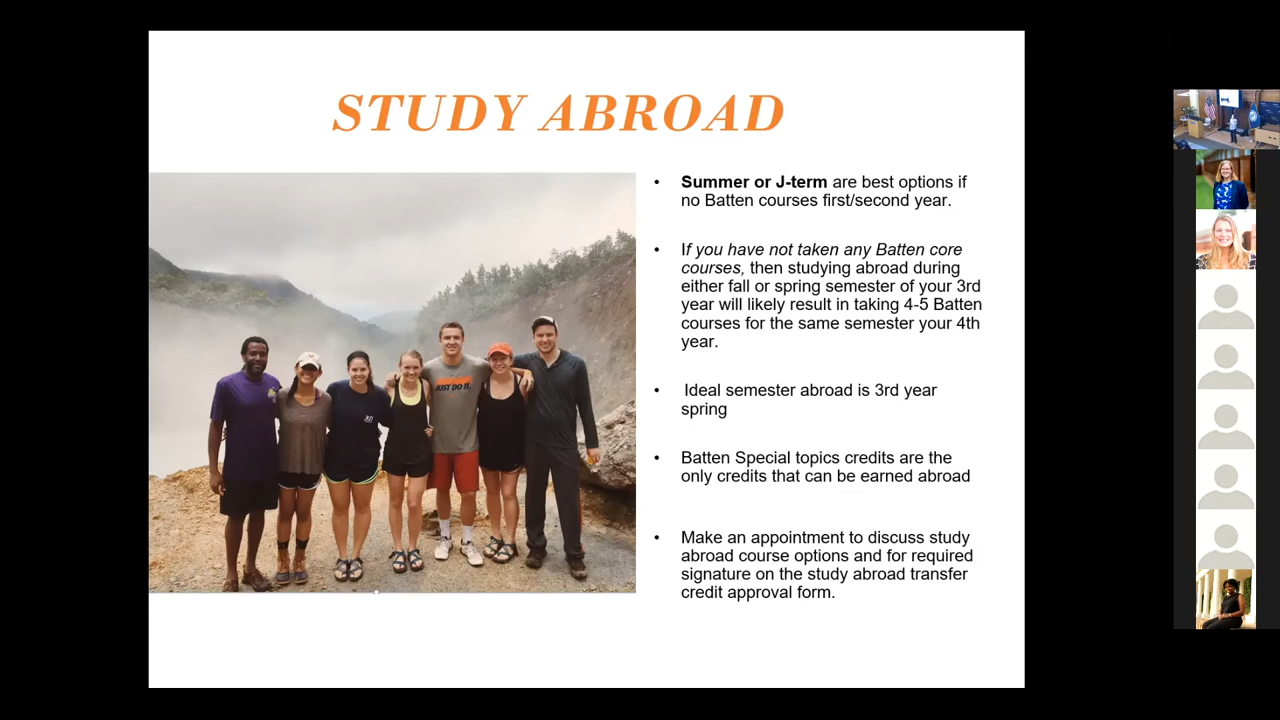 STUDY ABROAD
• Summer or J-term are best options if
no Batten courses first/second year.
• If you have not taken any Batten core
courses, then studying abroad during
either fall or spring semester of your 3rd
year will likely result in taking 4-5 Batten
courses for the same semester your 4th
year.
• Ideal semester abroad is 3rd year
spring
• Batten Special topics credits are the
only credits that can be earned abroad
• Make an appointment to discuss study
abroad course options and for required
signature on the study abroad transfer
credit approval form.
JUST DO IT.